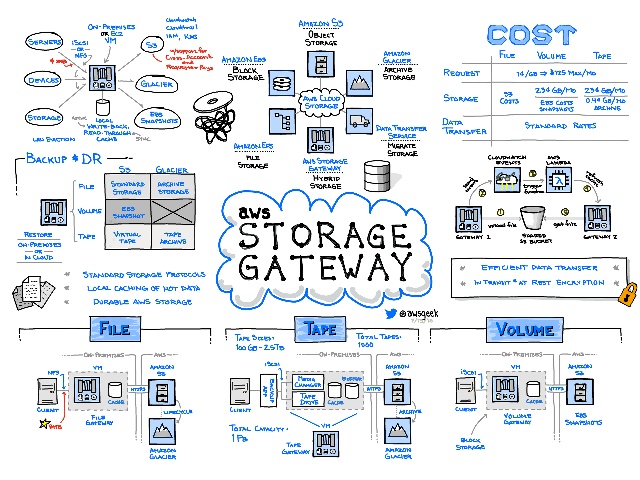 ON-PREMISES
OR EC2
VM
CLOUDWATCH
CLOUDTRAIL
IAM, KMS
SERVERS
iSCSI
OR
NFS
S3
w/SUPPORT FOR
CROSS-ACCOUNT AND
REQUESTER PAYS
DEVICES
GLACIER
STORAGE
LOCAL
WRITE-BACK,
READ-THROUGH
CACHE
EBS
SNAPSHOTS
AMAZON S3
OBJECT
STORAGE
AMAZON EBS
BLOCK
STORAGE
AMAZON
GLACIER
ARCHIVE
STORAGE
AWS CLOUD
STORAGE
AMAZON EFS
FILE
STORAGE
AWS STORAGE
GATEWAY
HYBRID
STORAGE
DATA TRANSFER
SERVICE
MIGRATE
STORAGE
COST
FILE VOLUME TAPE
REQUEST 1¢/GB ⇒ $125 MAX/MO
STORAGE
S3
COSTS
2.3¢ GB/MO
EBS COSTS
SNAPSHOTS
2.3¢ GB/MO
0.4¢ GB/MO
ARCHIVE
DATA
TRANSFER
STANDARD RATES
BACKUP & DR
S3 GLACIER
FILE
STANDARD
STORAGE
ARCHIVE
STORAGE
VOLUME
EBS
SNAPSHOT
TAPE
VIRTUAL
TAPE
TAPE
ARCHIVE
RESTORE
ON-PREMISES
OR
IN CLOUD
aws
STORAGE
GATEWAY
@awsgeek
CLOUDWATCH
EVENTS
AWS
LAMBDA
GATEWAY 1
upload file
SHARED
S3 BUCKET
get file
GATEWAY 2
* STANDARD STORAGE PROTOCOLS
* LOCAL CACHING OF HOT DATA
* DURABLE AWS STORAGE
* EFFICIENT DATA TRANSFER *
* IN TRANSIT & AT REST ENCRYPTION *
FILE
ON-PREMISES
AWS
NFS
VM
CACHE
HTTPS
AMAZON
S3
CLIENT
FILE
GATEWAY
LIFECYCLE
AMAZON
GLACIER
TAPE
TAPE SIZES:
100GB - 2.5TB
TOTAL TAPES:
1500
ON-PREMISES
AWS
iSCSI
BACKUP
APP
MEDIA
CHANGER
TAPE
DRIVE
BUFFER
CACHE
HTTPS
AMAZON
S3
CLIENT
TOTAL CAPACITY:
1 PB
VM
TAPE
GATEWAY
ARCHIVE
AMAZON
GLACIER
VOLUME
ON-PREMISES
AWS
iSCSI
VM
CACHE
HTTPS
AMAZON
S3
CLIENT
VOLUME
GATEWAY
EBS
SNAPSHOTS
BLOCK
STORAGE